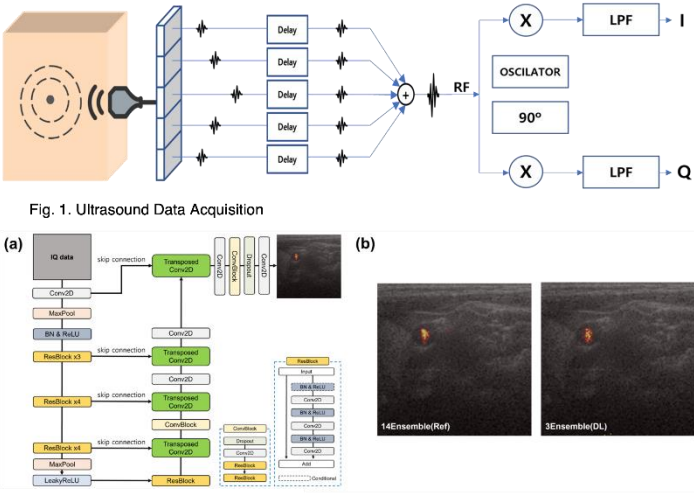 Delay
Delay
Delay
Delay
Delay
+
RF
X
LPF
I
OSCILATOR
90º
X
LPF
Q
Fig. 1. Ultrasound Data Acquisition
(a)
IQ data
Conv2D
MaxPool
BN & ReLU
ResBlock x3
ResBlock x4
ResBlock x4
MaxPool
LeakyReLU
skip connection
skip connection
skip connection
skip connection
Transposed
Conv2D
Conv2D
Transposed
Conv2D
Conv2D
Transposed
Conv2D
ConvBlock
Transposed
Conv2D
ResBlock
Conv2D
ConvBlock
Dropout
Conv2D
ConvBlock
Dropout
Conv2D
ResBlock
ResBlock
ResBlock
Input
BN & ReLU
Conv2D
BN & ReLU
Conv2D
BN & ReLU
Conv2D
Add
Conditional
(b)
14Ensemble(Ref)
3Ensemble(DL)